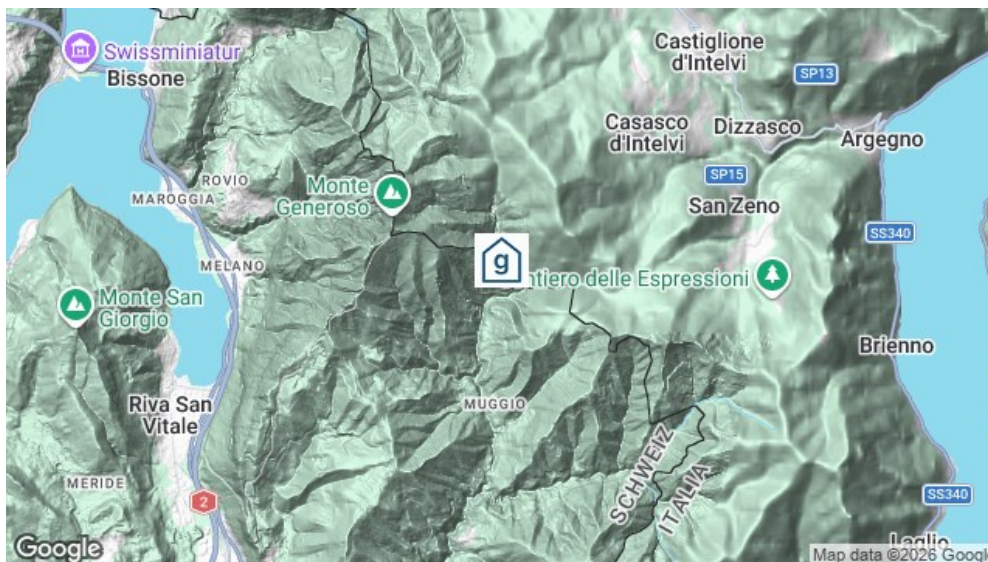 Swissminiatur
Bissone
Castiglione
d'Intelvi
SP13
Casasco
d'Intelvi
Dizzasco
Argegno
ROVIO
MAROGGIA
Monte
Generoso
SP15
San Zeno
SS340
MELANO
g
ntiero delle Espressioni
Monte San
Giorgio
Brienno
Riva San
Vitale
MUGGIO
SCHWEIZ
ITALIA
MERIDE
2
SS340
Laglio
Google
Map data ©2026 Google